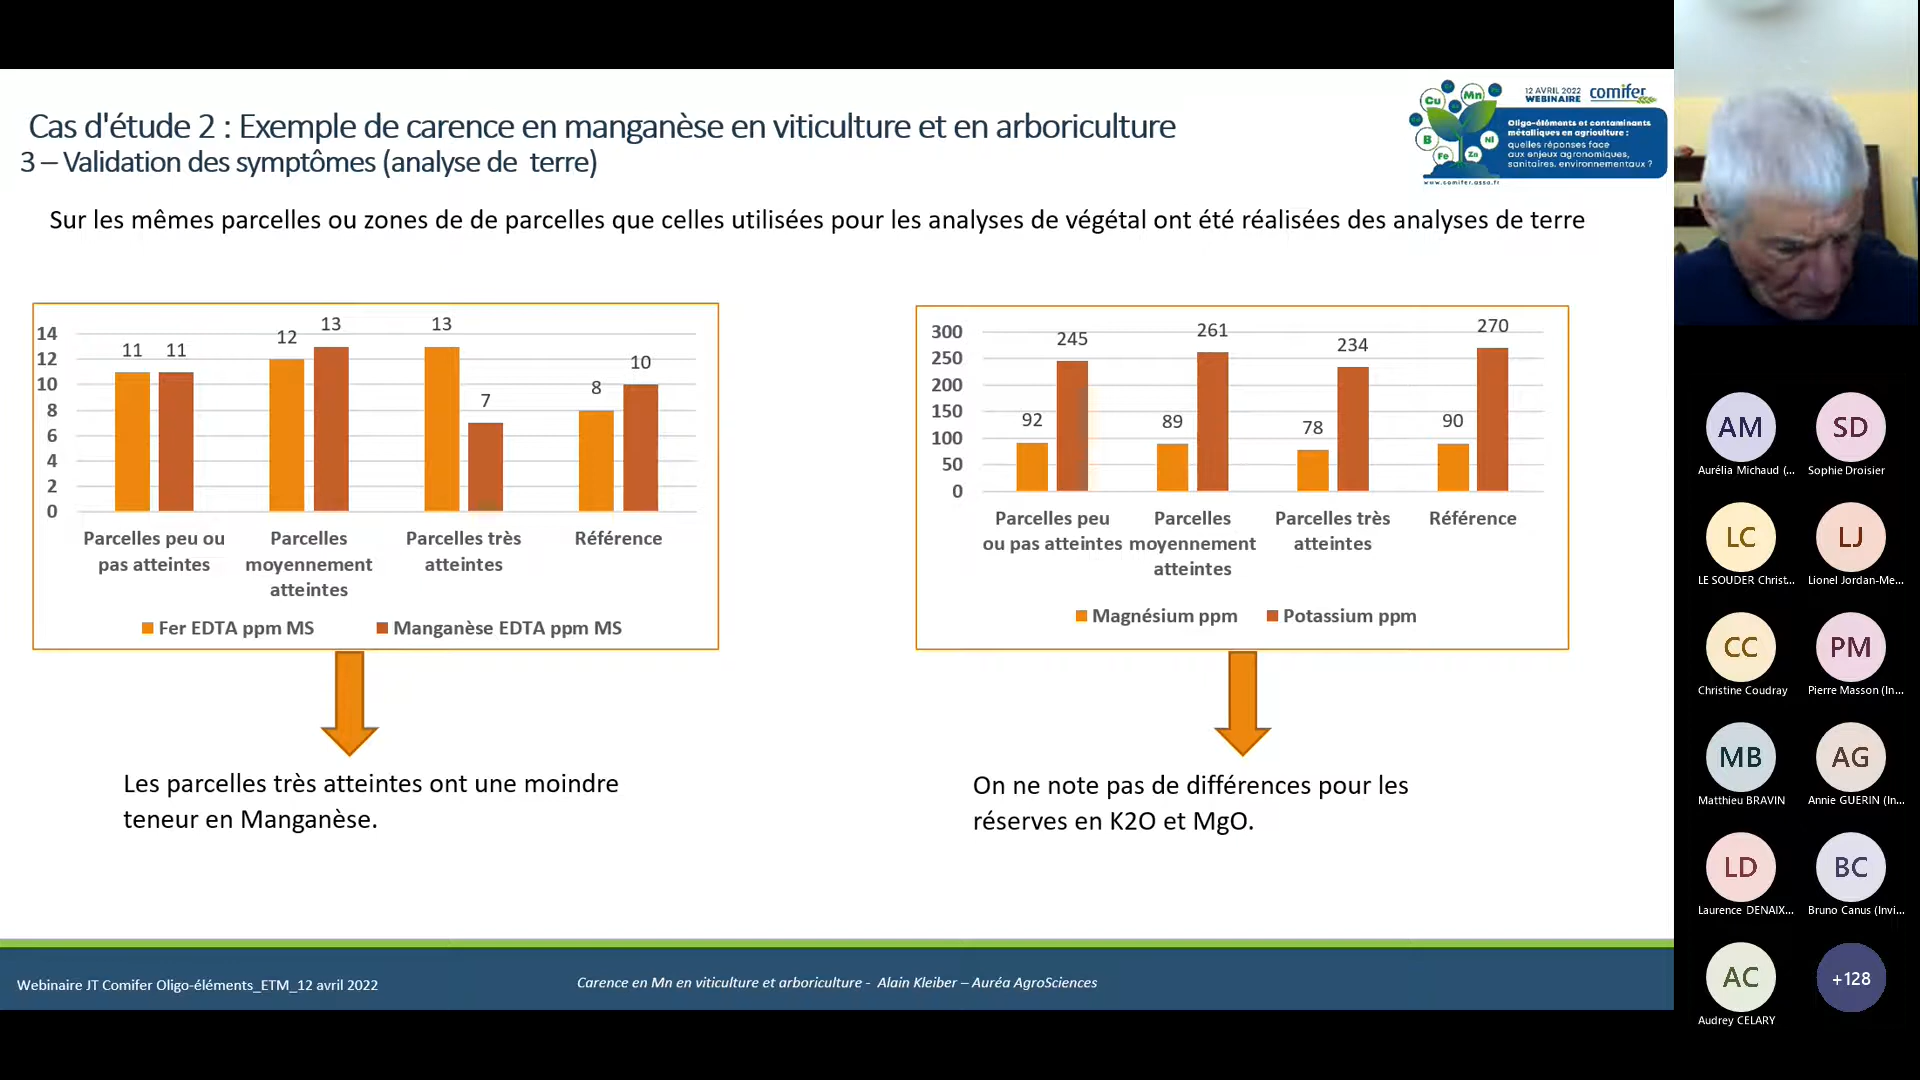 Cas d'étude 2 : Exemple de carence en manganèse en viticulture et en arboriculture
3 – Validation des symptômes (analyse de  terre)
Cu
Mn
B
Fe
Zn
Ni
12 AVRIL 2022
WEBINAIRE
comifer
Oligo-éléments et contaminants
métalliques en agriculture :
quelles réponses face
aux enjeux agronomiques,
sanitaires, environnementaux ?
www.comifer.asso.fr
Sur les mêmes parcelles ou zones de de parcelles que celles utilisées pour les analyses de végétal ont été réalisées des analyses de terre
14
12
10
8
6
4
2
0
11 11
12 13
13 7
8 10
Parcelles peu ou
pas atteintes
Parcelles
moyennement
atteintes
Parcelles très
atteintes
Référence
Fer EDTA ppm MS
Manganèse EDTA ppm MS
300
250
200
150
100
50
0
92 245
89 261
78 234
90 270
Parcelles peu
ou pas atteintes
Parcelles
moyennement
atteintes
Parcelles très
atteintes
Référence
Magnésium ppm
Potassium ppm
Les parcelles très atteintes ont une moindre
teneur en Manganèse.
On ne note pas de différences pour les
réserves en K2O et MgO.
Webinaire JT Comifer Oligo-éléments_ETM_12 avril 2022
Carence en Mn en viticulture et arboriculture -  Alain Kleiber – Auréa AgroSciences
AM
Aurélia Michaud (...
SD
Sophie Droisier
LC
LE SOUDER Christ...
LJ
Lionel Jordan-Me...
CC
Christine Coudray
PM
Pierre Masson (In...
MB
Matthieu BRAVIN
AG
Annie GUERIN (In...
LD
Laurence DENAIX...
BC
Bruno Canus (Invi...
AC
Audrey CELARY
+128